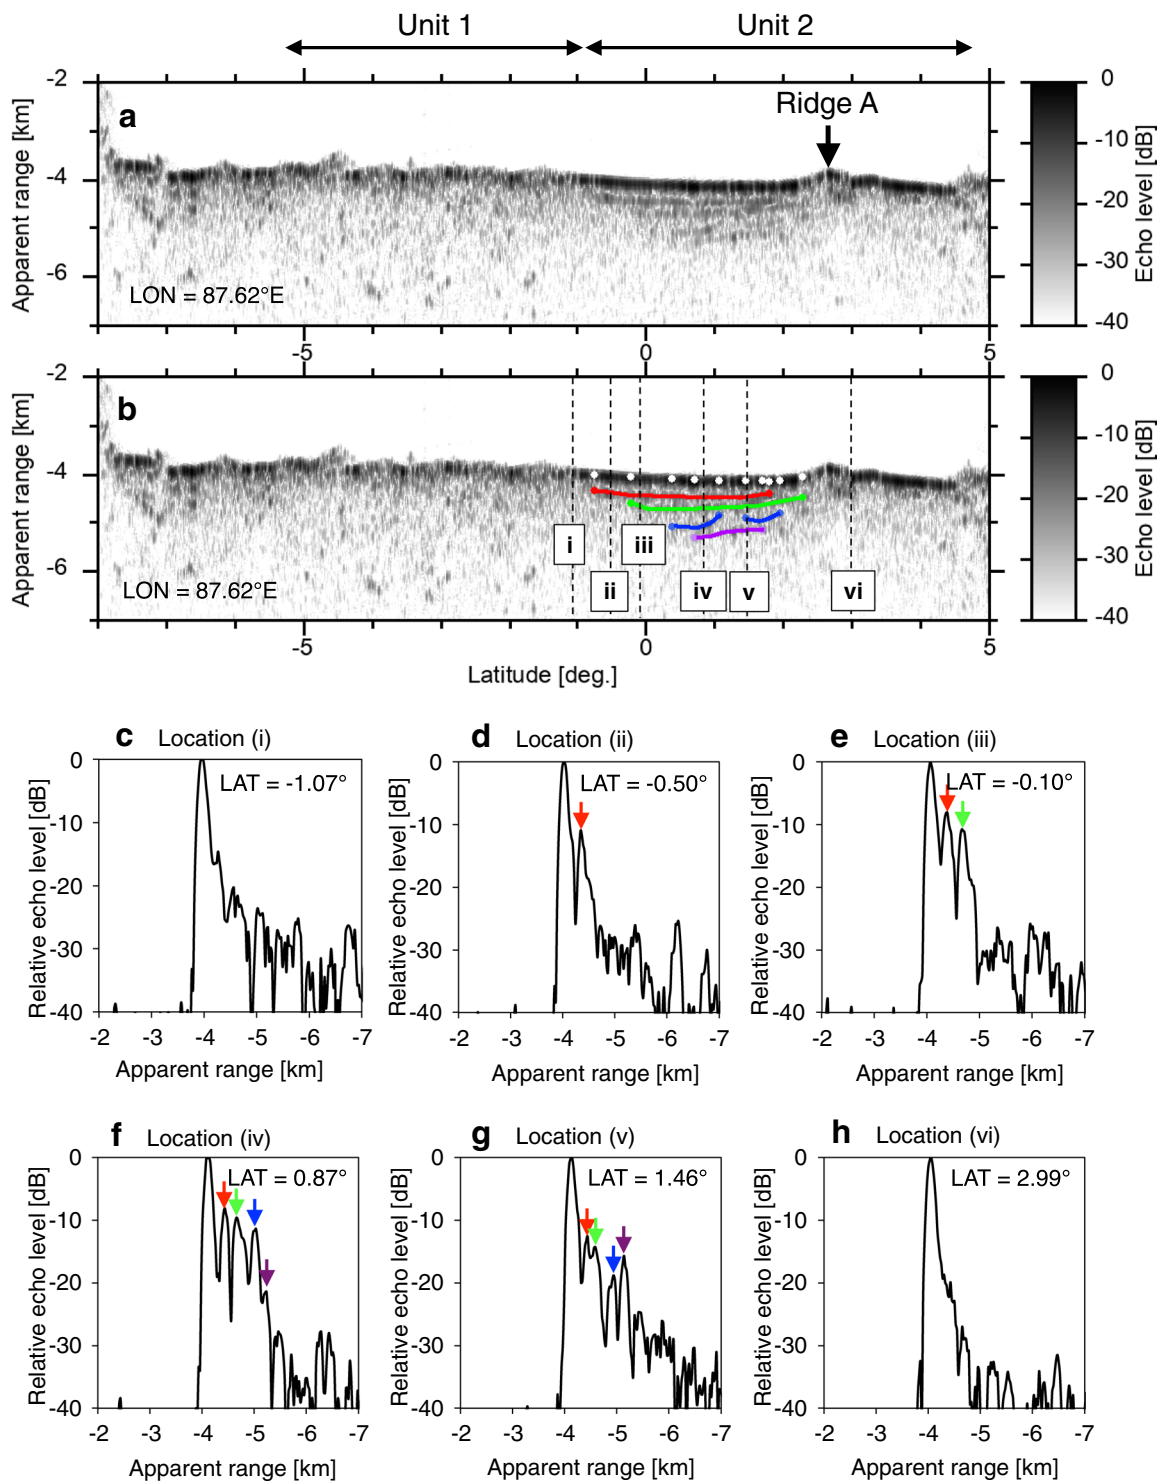 Unit 1 Unit 2
-2 0
a Ridge A
-10
-4
-20
-30
-6
LON = 87.62°E
-40
Apparent range [km]
Echo level [dB]
-5 0 5
-2 0
b
-10
-4
-20
i iii
-30
-6
ii iv v vi
LON = 87.62°E
-40
Apparent range [km]
Echo level [dB]
-5 0 5
Latitude [deg.]
c Location (i)
LAT = -1.07°
0
-10
-20
-30
-40
Relative echo level [dB]
-2 -3 -4 -5 -6 -7
Apparent range [km]
d Location (ii)
LAT = -0.50°
0
-10
-20
-30
-40
Relative echo level [dB]
-2 -3 -4 -5 -6 -7
Apparent range [km]
e Location (iii)
LAT = -0.10°
0
-10
-20
-30
-40
Relative echo level [dB]
-2 -3 -4 -5 -6 -7
Apparent range [km]
f Location (iv)
LAT = 0.87°
0
-10
-20
-30
-40
Relative echo level [dB]
-2 -3 -4 -5 -6 -7
Apparent range [km]
g Location (v)
LAT = 1.46°
0
-10
-20
-30
-40
Relative echo level [dB]
-2 -3 -4 -5 -6 -7
Apparent range [km]
h Location (vi)
LAT = 2.99°
0
-10
-20
-30
-40
Relative echo level [dB]
-2 -3 -4 -5 -6 -7
Apparent range [km]